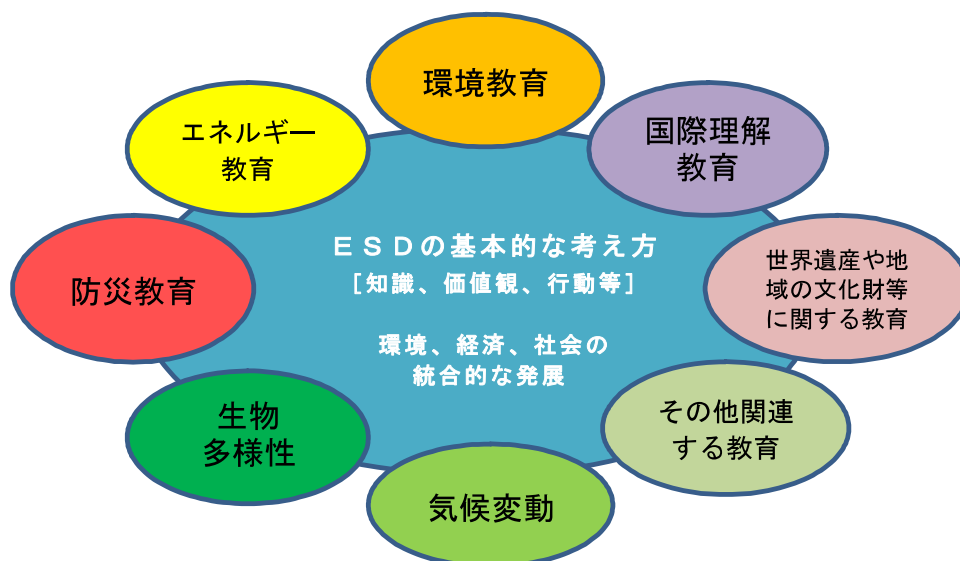 環境教育
エネルギー
教育
国際理解
教育
ＥＳＤの基本的な考え方
[知識、価値観、行動等]
環境、経済、社会の
統合的な発展
防災教育
世界遺産や地
域の文化財等
に関する教育
生物
多様性
その他関連
する教育
気候変動